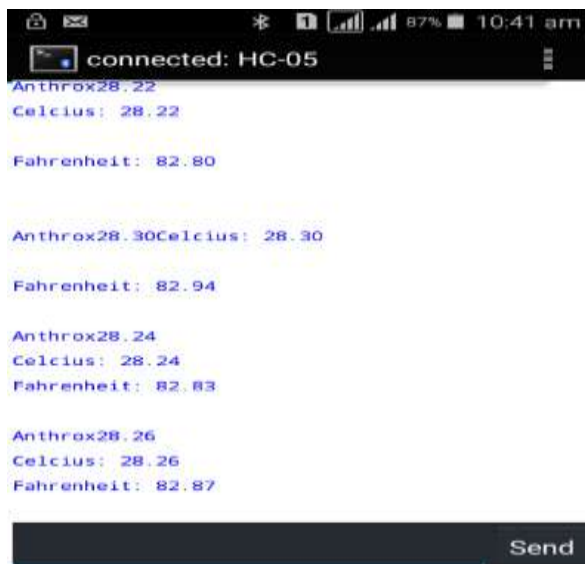 1 87% 10:41 am
connected: HC-05
Anthrox28.22
Celcius: 28.22
Fahrenheit: 82.80
Anthrox28.30Celcius: 28.30
Fahrenheit: 82.94
Anthrox28.24
Celcius: 28.24
Fahrenheit: 82.83
Anthrox28.26
Celcius: 28.26
Fahrenheit: 82.87
Send